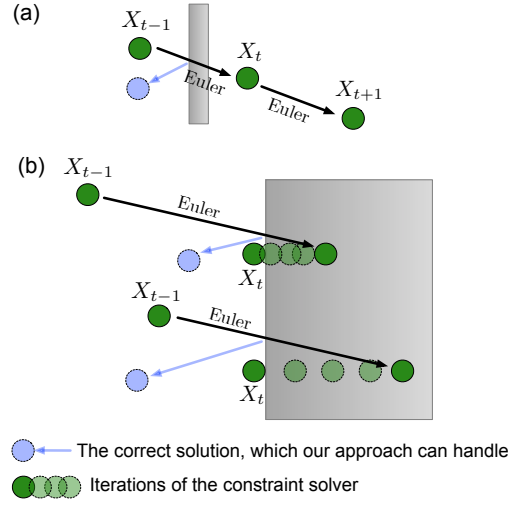 (a)
X_{t-1}
X_t
Euler
X_{t+1}
Euler
(b)
X_{t-1}
Euler
X_t
X_{t-1}
Euler
X_t
The correct solution, which our approach can handle
Iterations of the constraint solver